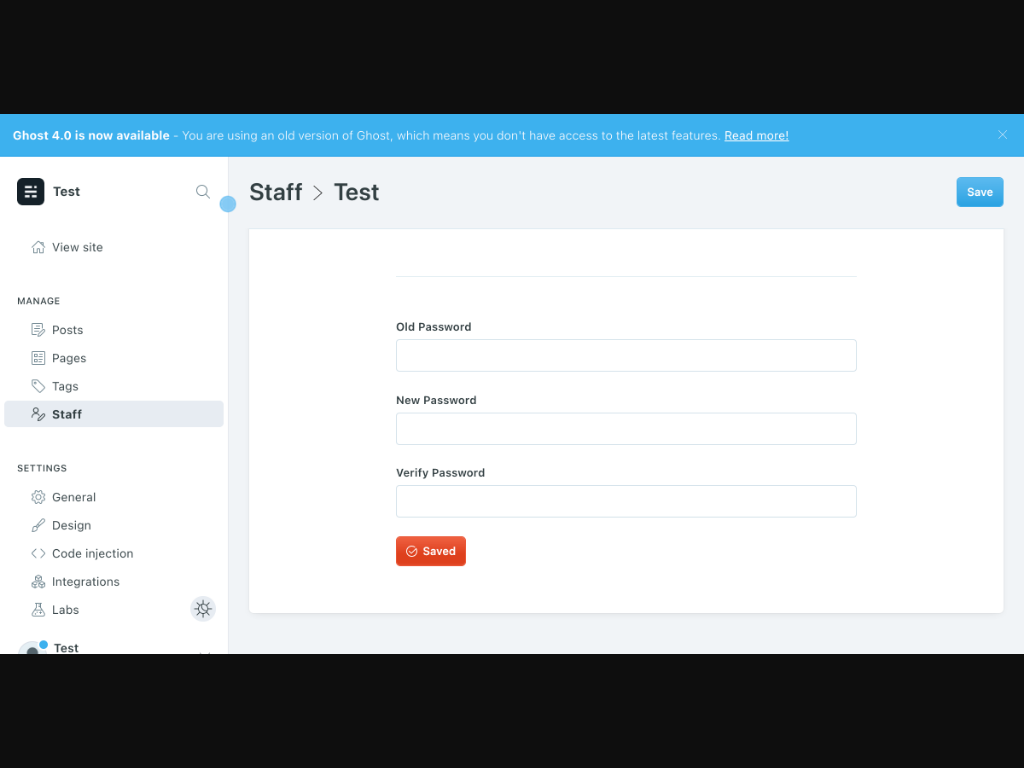 Ghost 4.0 is now available - You are using an old version of Ghost, which means you don't have access to the latest features. Read more!
Test
Staff > Test
Save
View site
MANAGE
Posts
Pages
Tags
Staff
SETTINGS
General
Design
Code injection
Integrations
Labs
Test
Old Password
New Password
Verify Password
Saved